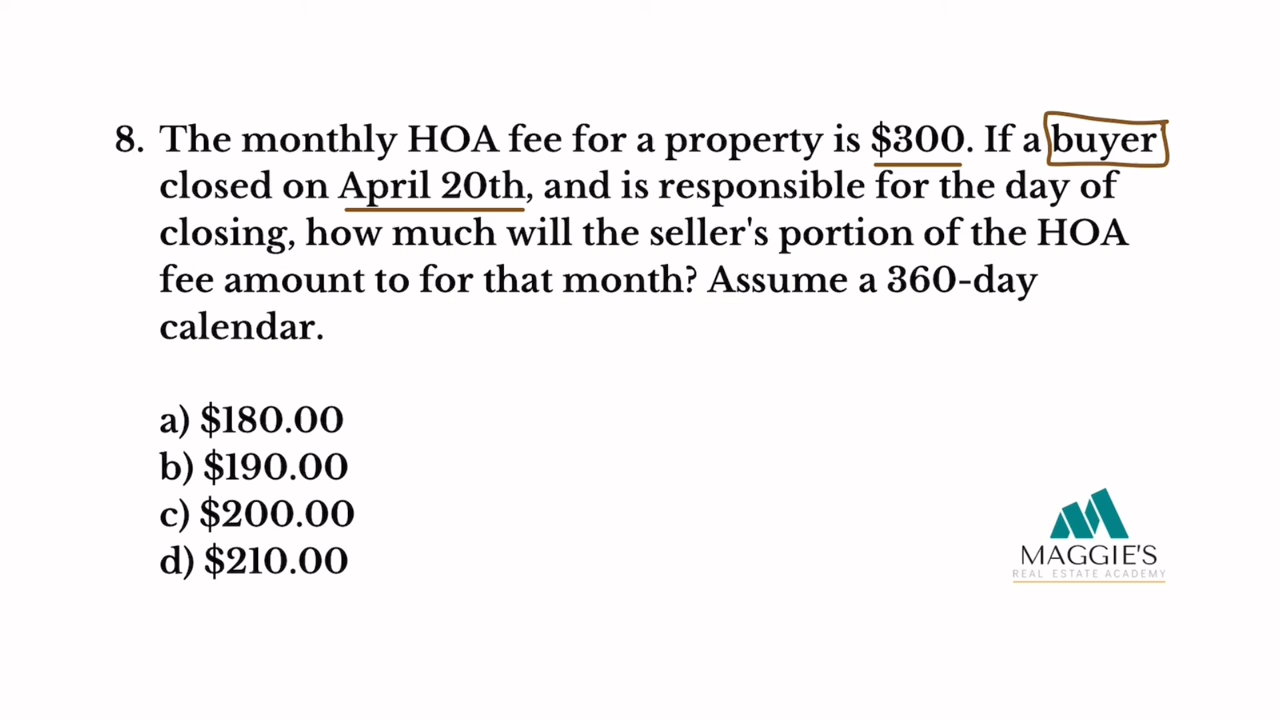 8. The monthly HOA fee for a property is $300. If a buyer
closed on April 20th, and is responsible for the day of
closing, how much will the seller's portion of the HOA
fee amount to for that month? Assume a 360-day
calendar.
a) $180.00
b) $190.00
c) $200.00
d) $210.00
MAGGIE'S
REAL ESTATE ACADEMY